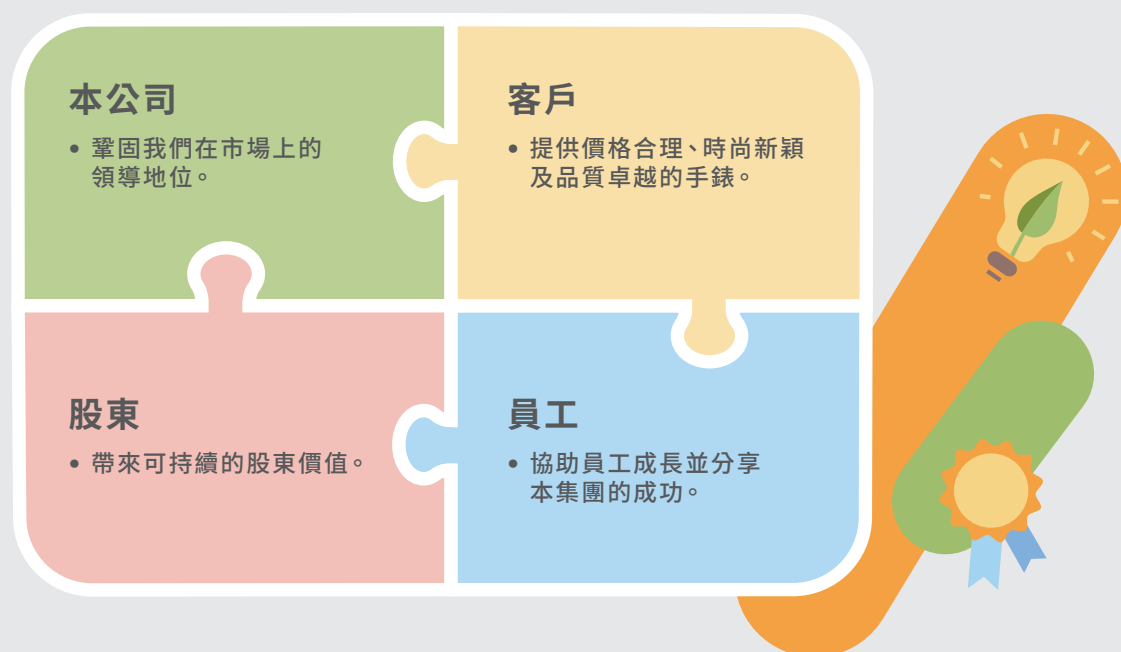 本公司
• 鞏固我們在市場上的
領導地位。
客戶
• 提供價格合理、時尚新穎
及品質卓越的手錶。
股東
• 帶來可持續的股東價值。
員工
• 協助員工成長並分享
本集團的成功。